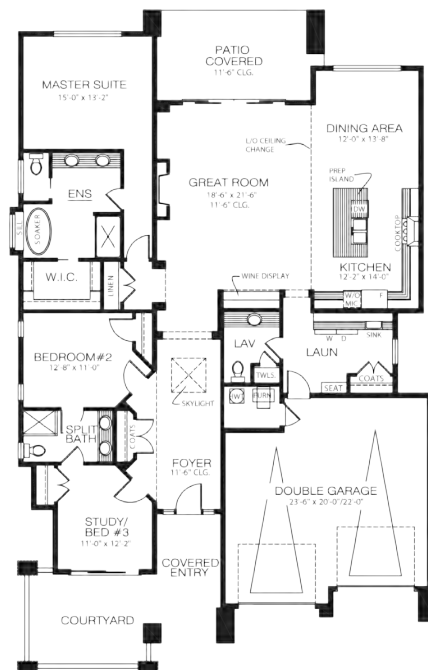 PATIO
COVERED
11'-6" CLG.
MASTER SUITE
15'-0" x 13'-2"
DINING AREA
12'-0" x 13'-8"
L/D CEILING
CHANGE
PREP
ISLAND
GREAT ROOM
18'-6" x 21'-6"
11'-6" CLG.
ENS
SOAKER
SILL
DW
COOKTOP
KITCHEN
12'-2" x 14'-0"
W.I.C.
LINEN
WINE DISPLAY
W/O
MIC
F
BEDROOM #2
12'-8" x 11'-0"
LAV
SINK
W D
LAUN
COATS
SEAT
TWLS
SKYLIGHT
HW
FURN
SPLIT
BATH
COATS
FOYER
11'-6" CLG.
DOUBLE GARAGE
23'-6" x 20'-0"/22'-0"
STUDY/
BED #3
11'-0" x 12'-2"
COVERED
ENTRY
COURTYARD